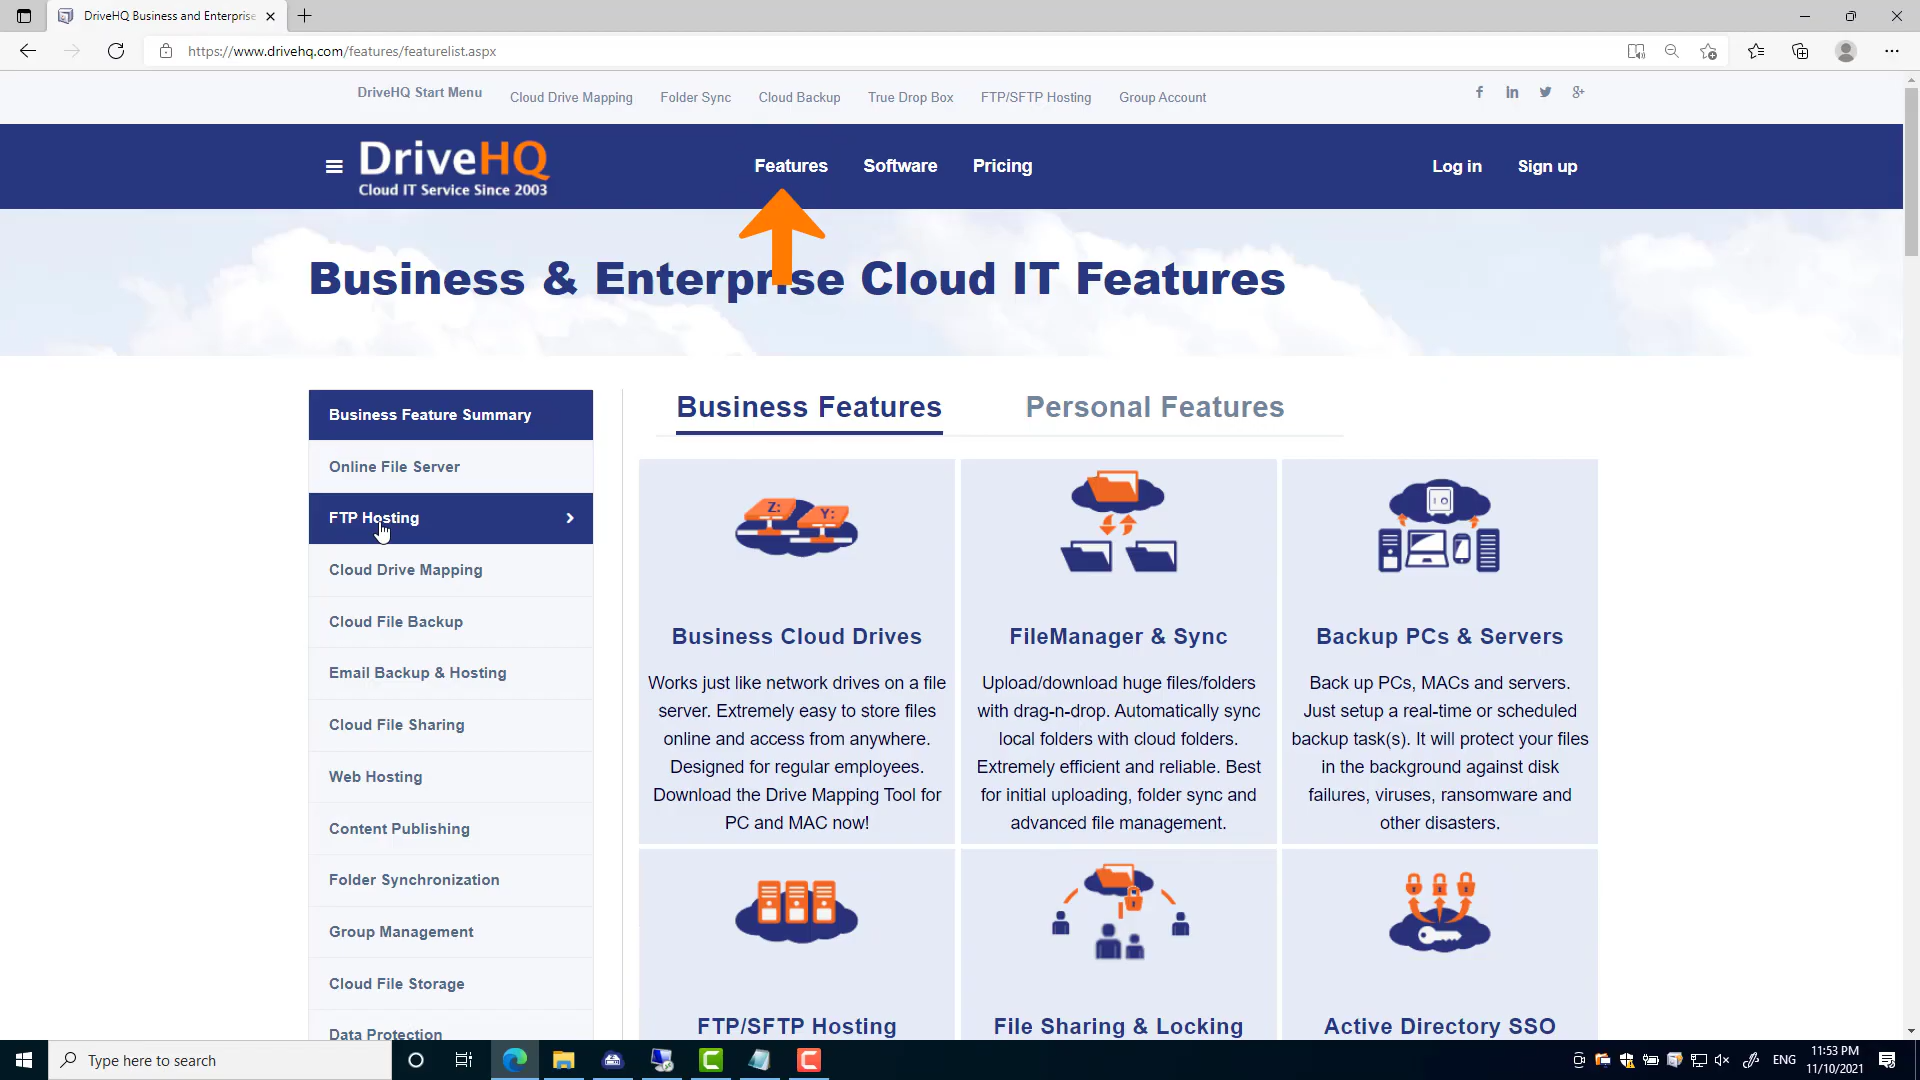 DriveHQ Business and Enterprise
https://www.drivehq.com/features/featurelist.aspx
DriveHQ Start Menu
Cloud Drive Mapping
Folder Sync
Cloud Backup
True Drop Box
FTP/SFTP Hosting
Group Account
DriveHQ
Cloud IT Service Since 2003
Features
Software
Pricing
Log in
Sign up
Business & Enterprise Cloud IT Features
Business Feature Summary
Online File Server
FTP Hosting
Cloud Drive Mapping
Cloud File Backup
Email Backup & Hosting
Cloud File Sharing
Web Hosting
Content Publishing
Folder Synchronization
Group Management
Cloud File Storage
Data Protection
Business Features
Personal Features
Z:
Y:
Business Cloud Drives
Works just like network drives on a file
server. Extremely easy to store files
online and access from anywhere.
Designed for regular employees.
Download the Drive Mapping Tool for
PC and MAC now!
FileManager & Sync
Upload/download huge files/folders
with drag-n-drop. Automatically sync
local folders with cloud folders.
Extremely efficient and reliable. Best
for initial uploading, folder sync and
advanced file management.
Backup PCs & Servers
Back up PCs, MACs and servers.
Just setup a real-time or scheduled
backup task(s). It will protect your files
in the background against disk
failures, viruses, ransomware and
other disasters.
FTP/SFTP Hosting
File Sharing & Locking
Active Directory SSO
Type here to search
ENG
11:53 PM
11/10/2021